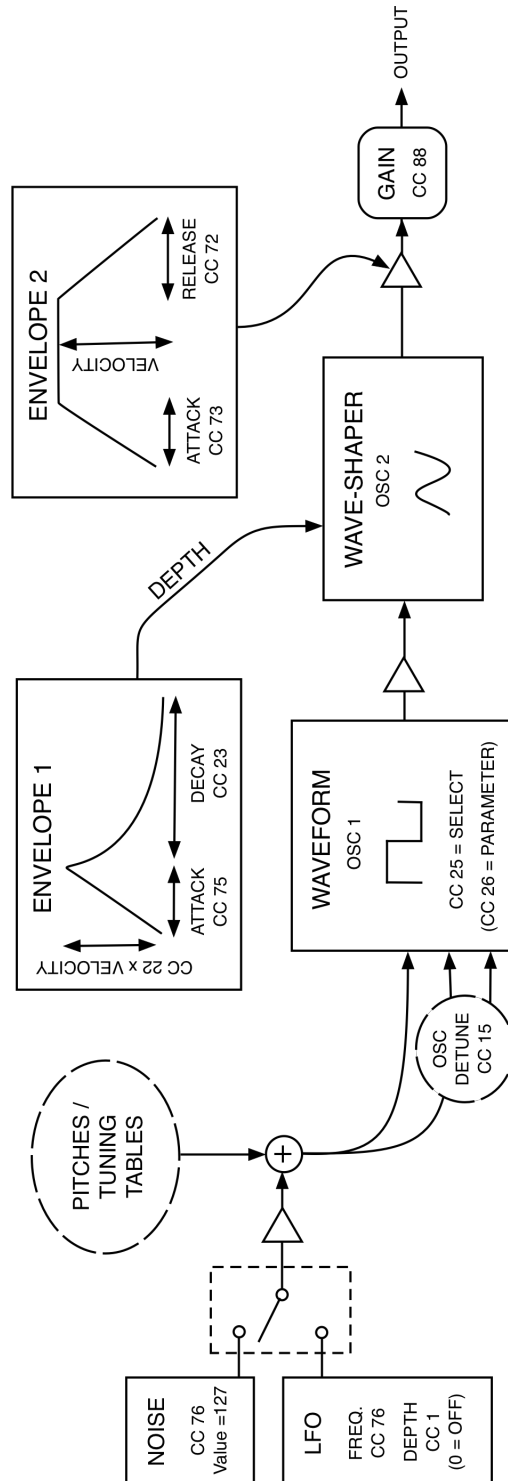 NOISE
CC 76
Value =127
LFO
FREQ.
CC 76
DEPTH
CC 1
(0 = OFF)
PITCHES /
TUNING
TABLES
+
OSC
DETUNE
CC 15
ENVELOPE 1
CC 22 x VELOCITY
ATTACK
CC 75
DECAY
CC 23
DEPTH
WAVEFORM
OSC 1
CC 25 = SELECT
(CC 26 = PARAMETER)
WAVE-SHAPER
OSC 2
ENVELOPE 2
VELOCITY
ATTACK
CC 73
RELEASE
CC 72
GAIN
CC 88
OUTPUT